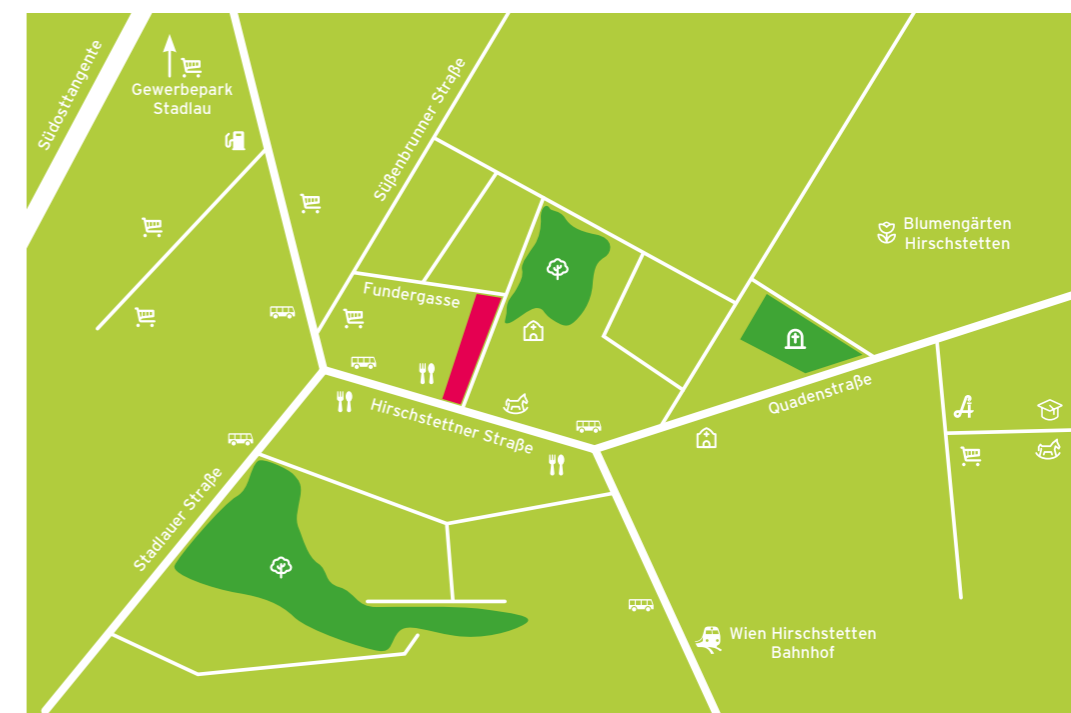 Südosttangente
Gewerbepark
Stadlau
Süßenbrunner Straße
Blumengärten
Hirschstetten
Fundergasse
Hirschstettner Straße
Quadenstraße
Stadlauer Straße
Wien Hirschstetten
Bahnhof